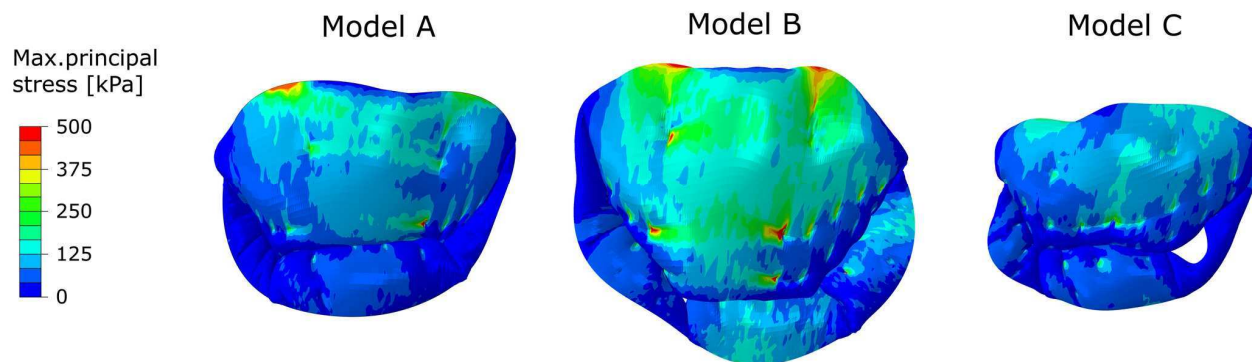 Model A
Model B
Model C
Max.principal
stress [kPa]
500
375
250
125
0